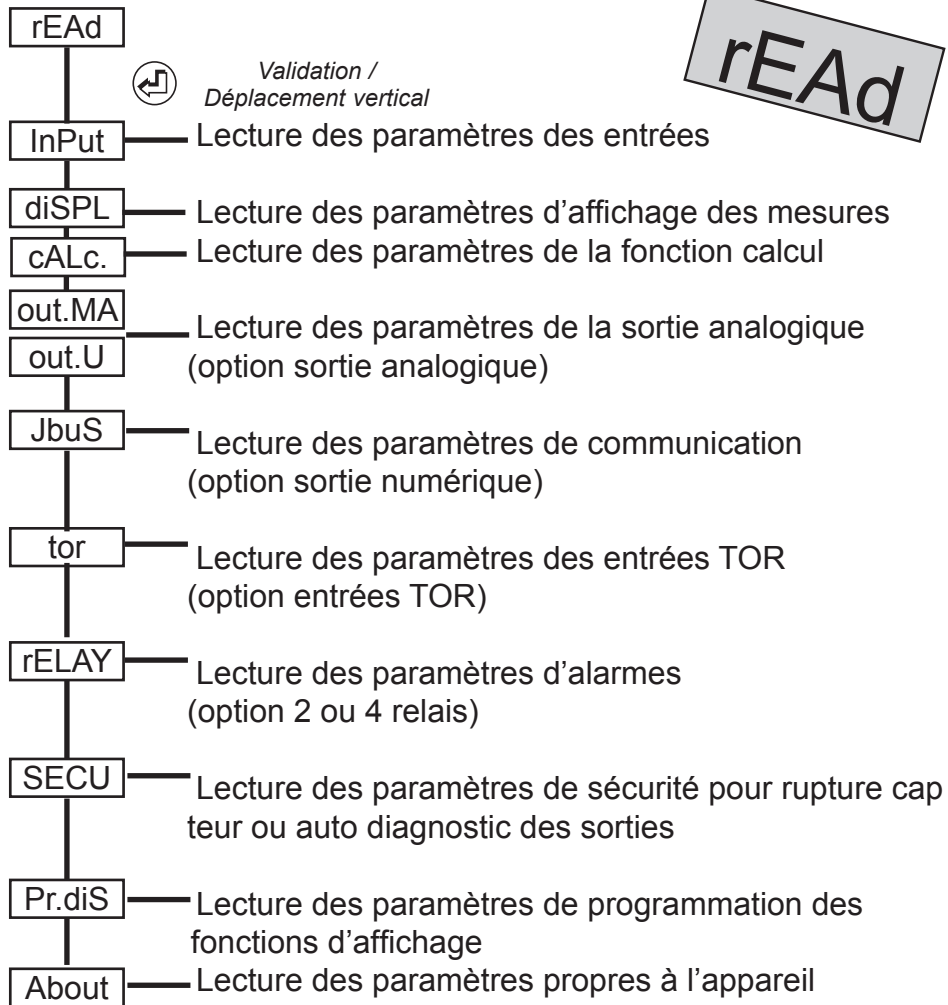 rEAd
rEAd
Validation /
Déplacement vertical
InPut
Lecture des paramètres des entrées
diSPL
Lecture des paramètres d'affichage des mesures
cALc.
Lecture des paramètres de la fonction calcul
out.MA
out.U
Lecture des paramètres de la sortie analogique
(option sortie analogique)
JbuS
Lecture des paramètres de communication
(option sortie numérique)
tor
Lecture des paramètres des entrées TOR
(option entrées TOR)
rELAY
Lecture des paramètres d'alarmes
(option 2 ou 4 relais)
SECU
Lecture des paramètres de sécurité pour rupture cap
teur ou auto diagnostic des sorties
Pr.diS
Lecture des paramètres de programmation des
fonctions d'affichage
About
Lecture des paramètres propres à l'appareil